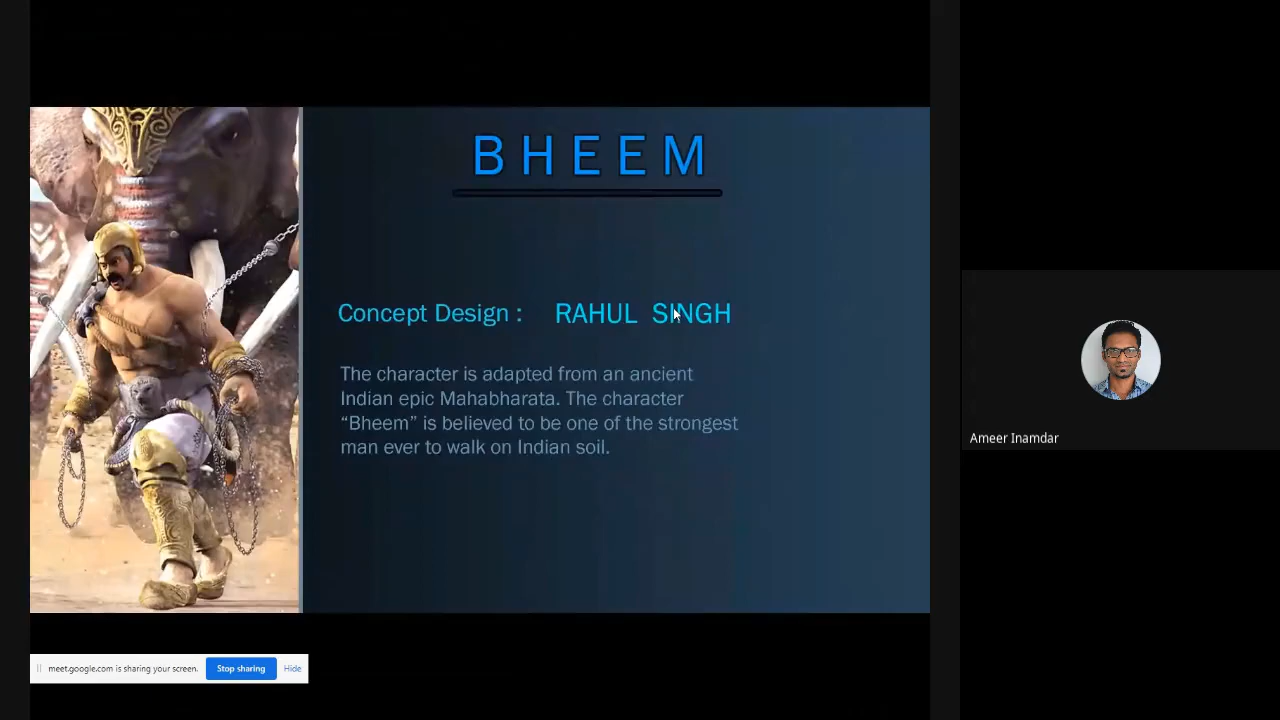 BHEEM
Concept Design : RAHUL SINGH
The character is adapted from an ancient
Indian epic Mahabharata. The character
“Bheem” is believed to be one of the strongest
man ever to walk on Indian soil.
Ameer Inamdar
meet.google.com is sharing your screen. Stop sharing Hide